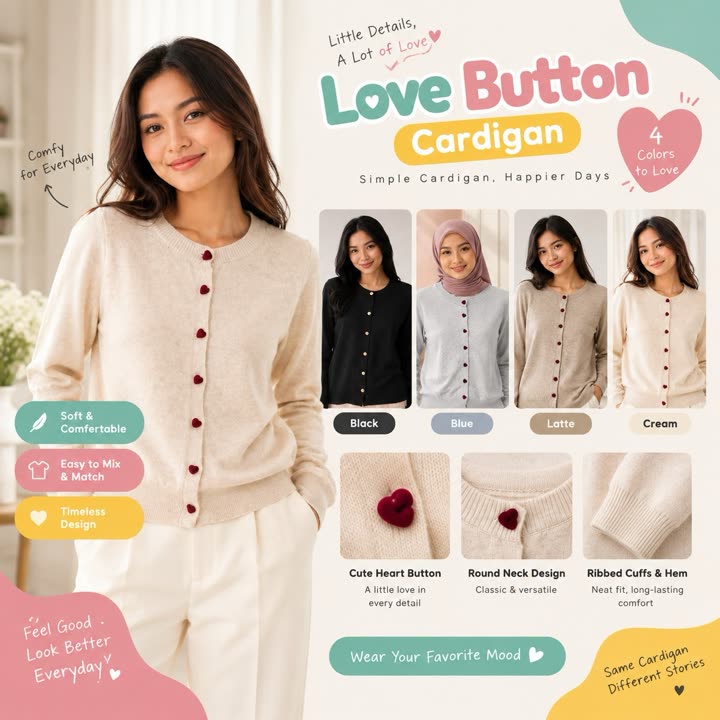 Little Details,
A Lot of Love
Love Button
Cardigan
Simple Cardigan, Happier Days
4
Colors
to Love
Comfy
for Everyday
Soft &
Comfertable
Easy to Mix
& Match
Timeless
Design
Black
Blue
Latte
Cream
Cute Heart Button
A little love in
every detail
Round Neck Design
Classic & versatile
Ribbed Cuffs & Hem
Neat fit, long-lasting
comfort
Feel Good .
Look Better
Everyday
Wear Your Favorite Mood
Same Cardigan
Different Stories